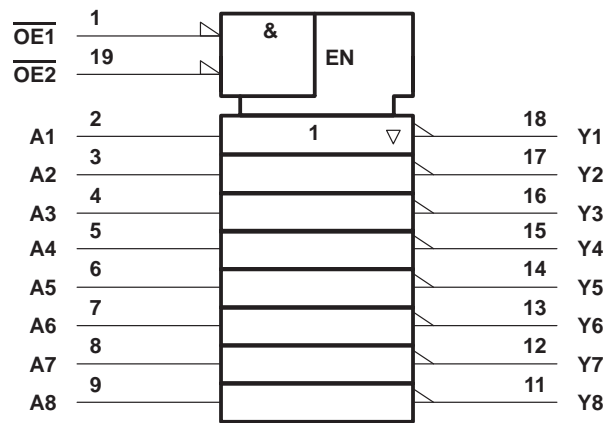 OE1 1 &
OE2 19 EN
A1 2 1 ▽ 18 Y1
A2 3 17 Y2
A3 4 16 Y3
A4 5 15 Y4
A5 6 14 Y5
A6 7 13 Y6
A7 8 12 Y7
A8 9 11 Y8